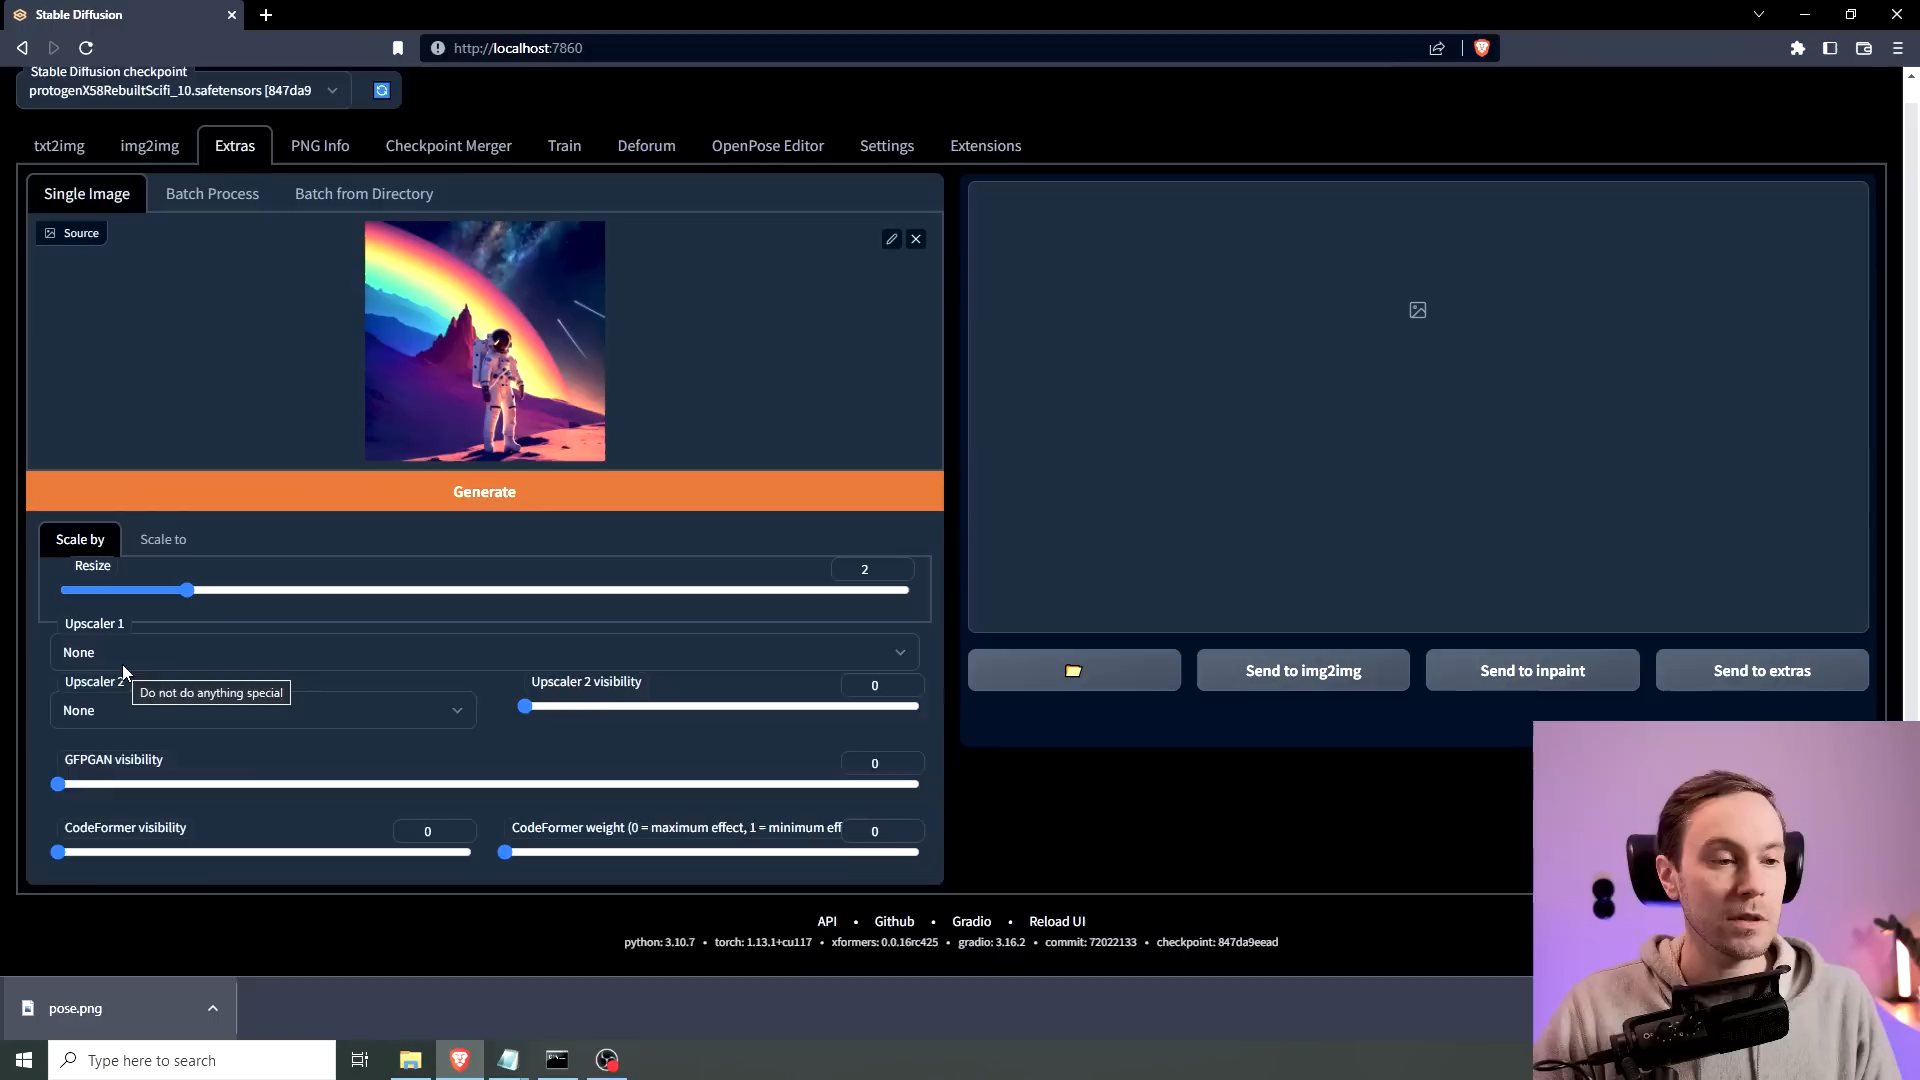 Stable Diffusion
http://localhost:7860
Stable Diffusion checkpoint
protogenX58RebuiltScifi_10.safetensors [847da9
txt2img
img2img
Extras
PNG Info
Checkpoint Merger
Train
Deforum
OpenPose Editor
Settings
Extensions
Single Image
Batch Process
Batch from Directory
Source
Generate
Scale by
Scale to
Resize
2
Upscaler 1
None
Upscaler 2
Do not do anything special
None
Upscaler 2 visibility
0
GFPGAN visibility
0
CodeFormer visibility
0
CodeFormer weight (0 = maximum effect, 1 = minimum eff
0
Send to img2img
Send to inpaint
Send to extras
API • Github • Gradio • Reload UI
python: 3.10.7 • torch: 1.13.1+cu117 • xformers: 0.0.16rc425 • gradio: 3.16.2 • commit: 72022133 • checkpoint: 847da9eead
pose.png
Type here to search